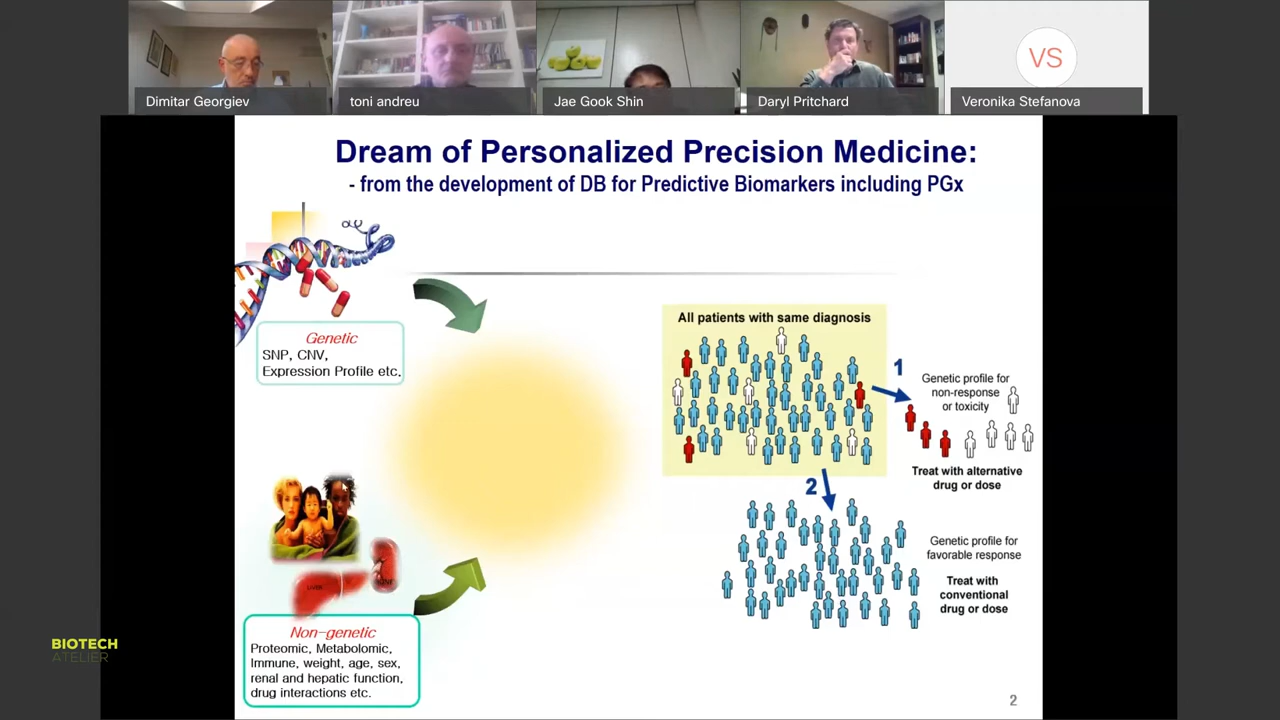 Dimitar Georgiev
toni andreu
Jae Gook Shin
Daryl Pritchard
VS
Veronika Stefanova
Dream of Personalized Precision Medicine:
- from the development of DB for Predictive Biomarkers including PGx
Genetic
SNP, CNV,
Expression Profile etc.
All patients with same diagnosis
1
Genetic profile for
non-response
or toxicity
Treat with alternative
drug or dose
2
Genetic profile for
favorable response
Treat with
conventional
drug or dose
LIVER
Non-genetic
Proteomic, Metabolomic,
Immune, weight, age, sex,
renal and hepatic function,
drug interactions etc.
BIOTECH
ATELIER
2